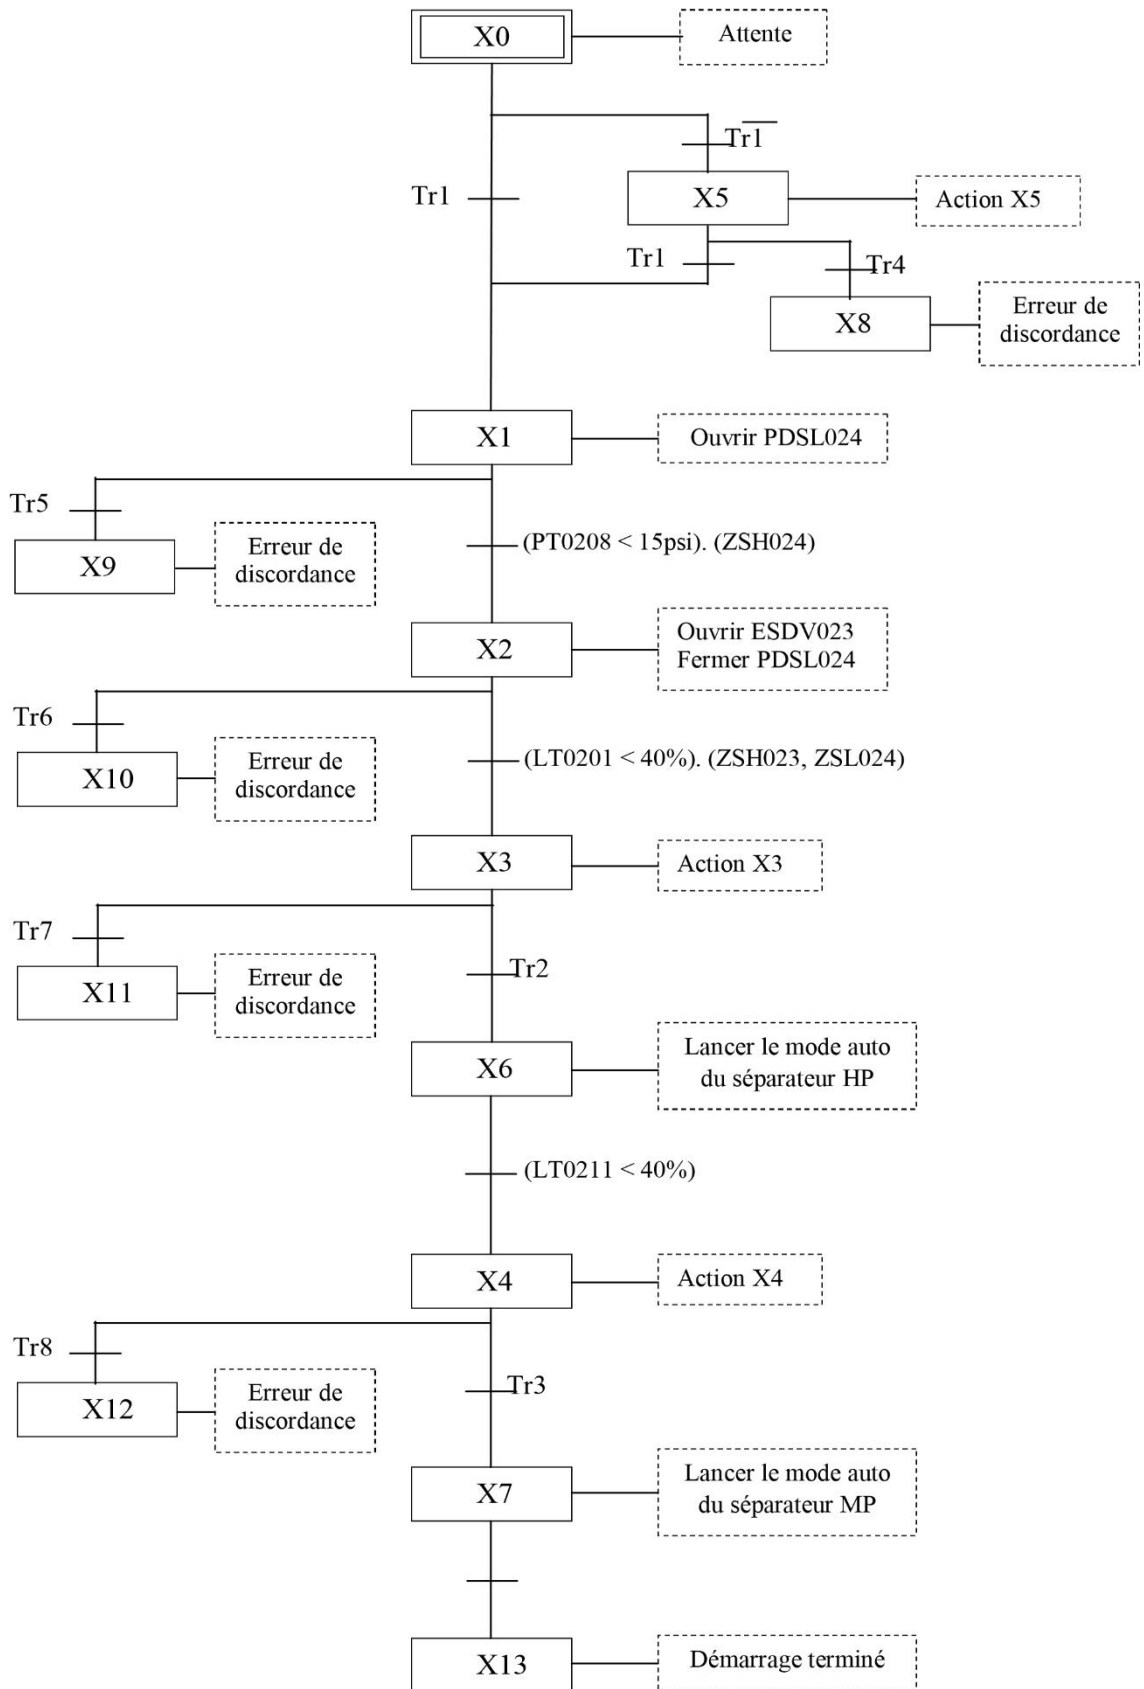 X0
Attente
Tr1̅
Tr1
X5
Action X5
Tr1
Tr4
X8
Erreur de
discordance
X1
Ouvrir PDSL024
Tr5
X9
Erreur de
discordance
(PT0208 < 15psi). (ZSH024)
X2
Ouvrir ESDV023
Fermer PDSL024
Tr6
X10
Erreur de
discordance
(LT0201 < 40%). (ZSH023, ZSL024)
X3
Action X3
Tr7
X11
Erreur de
discordance
Tr2
X6
Lancer le mode auto
du séparateur HP
(LT0211 < 40%)
X4
Action X4
Tr8
X12
Erreur de
discordance
Tr3
X7
Lancer le mode auto
du séparateur MP
X13
Démarrage terminé